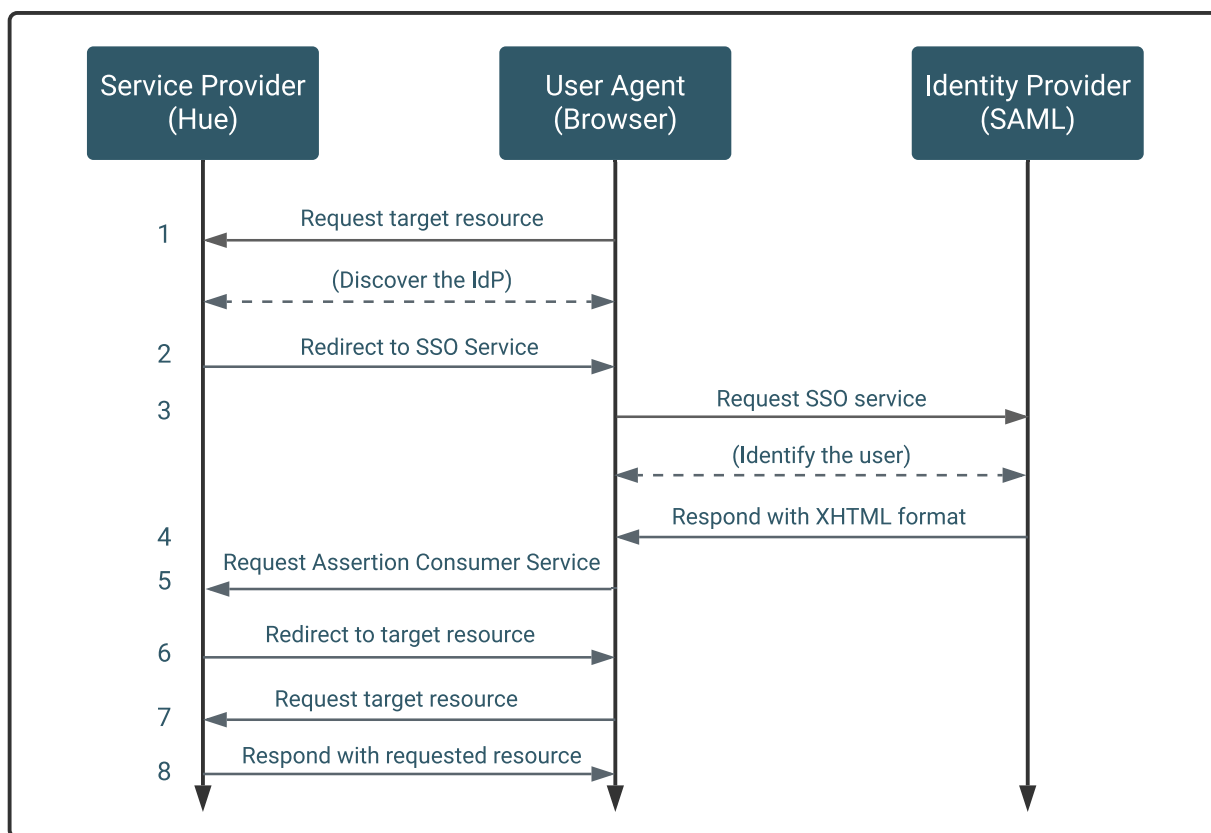 Service Provider
(Hue)
User Agent
(Browser)
Identity Provider
(SAML)
1
Request target resource
(Discover the IdP)
2
Redirect to SSO Service
3
Request SSO service
(Identify the user)
4
Respond with XHTML format
5
Request Assertion Consumer Service
6
Redirect to target resource
7
Request target resource
8
Respond with requested resource